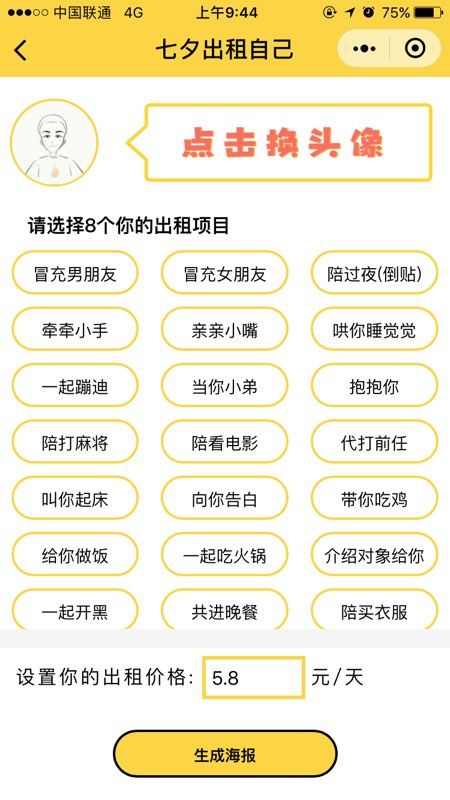 中国联通 4G 上午9:44 75%
七夕出租自己
点击换头像
请选择8个你的出租项目
冒充男朋友 冒充女朋友 陪过夜(倒贴)
牵牵小手 亲亲小嘴 哄你睡觉觉
一起蹦迪 当你小弟 抱抱你
陪打麻将 陪看电影 代打前任
叫你起床 向你告白 带你吃鸡
给你做饭 一起吃火锅 介绍对象给你
一起开黑 共进晚餐 陪买衣服
设置你的出租价格: 5.8 元/天
生成海报